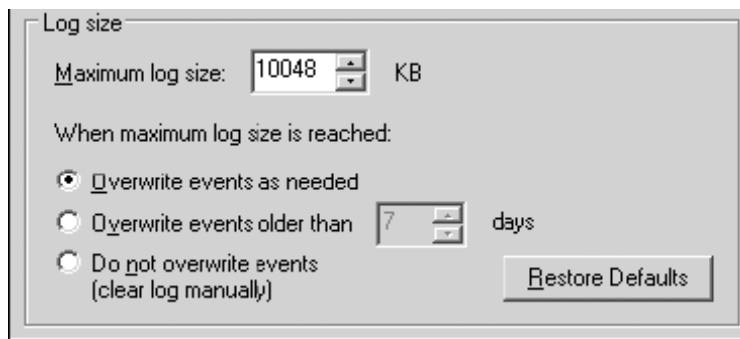 Log size
Maximum log size: 10048 KB
When maximum log size is reached:
Overwrite events as needed
Overwrite events older than 7 days
Do not overwrite events
(clear log manually)
Restore Defaults